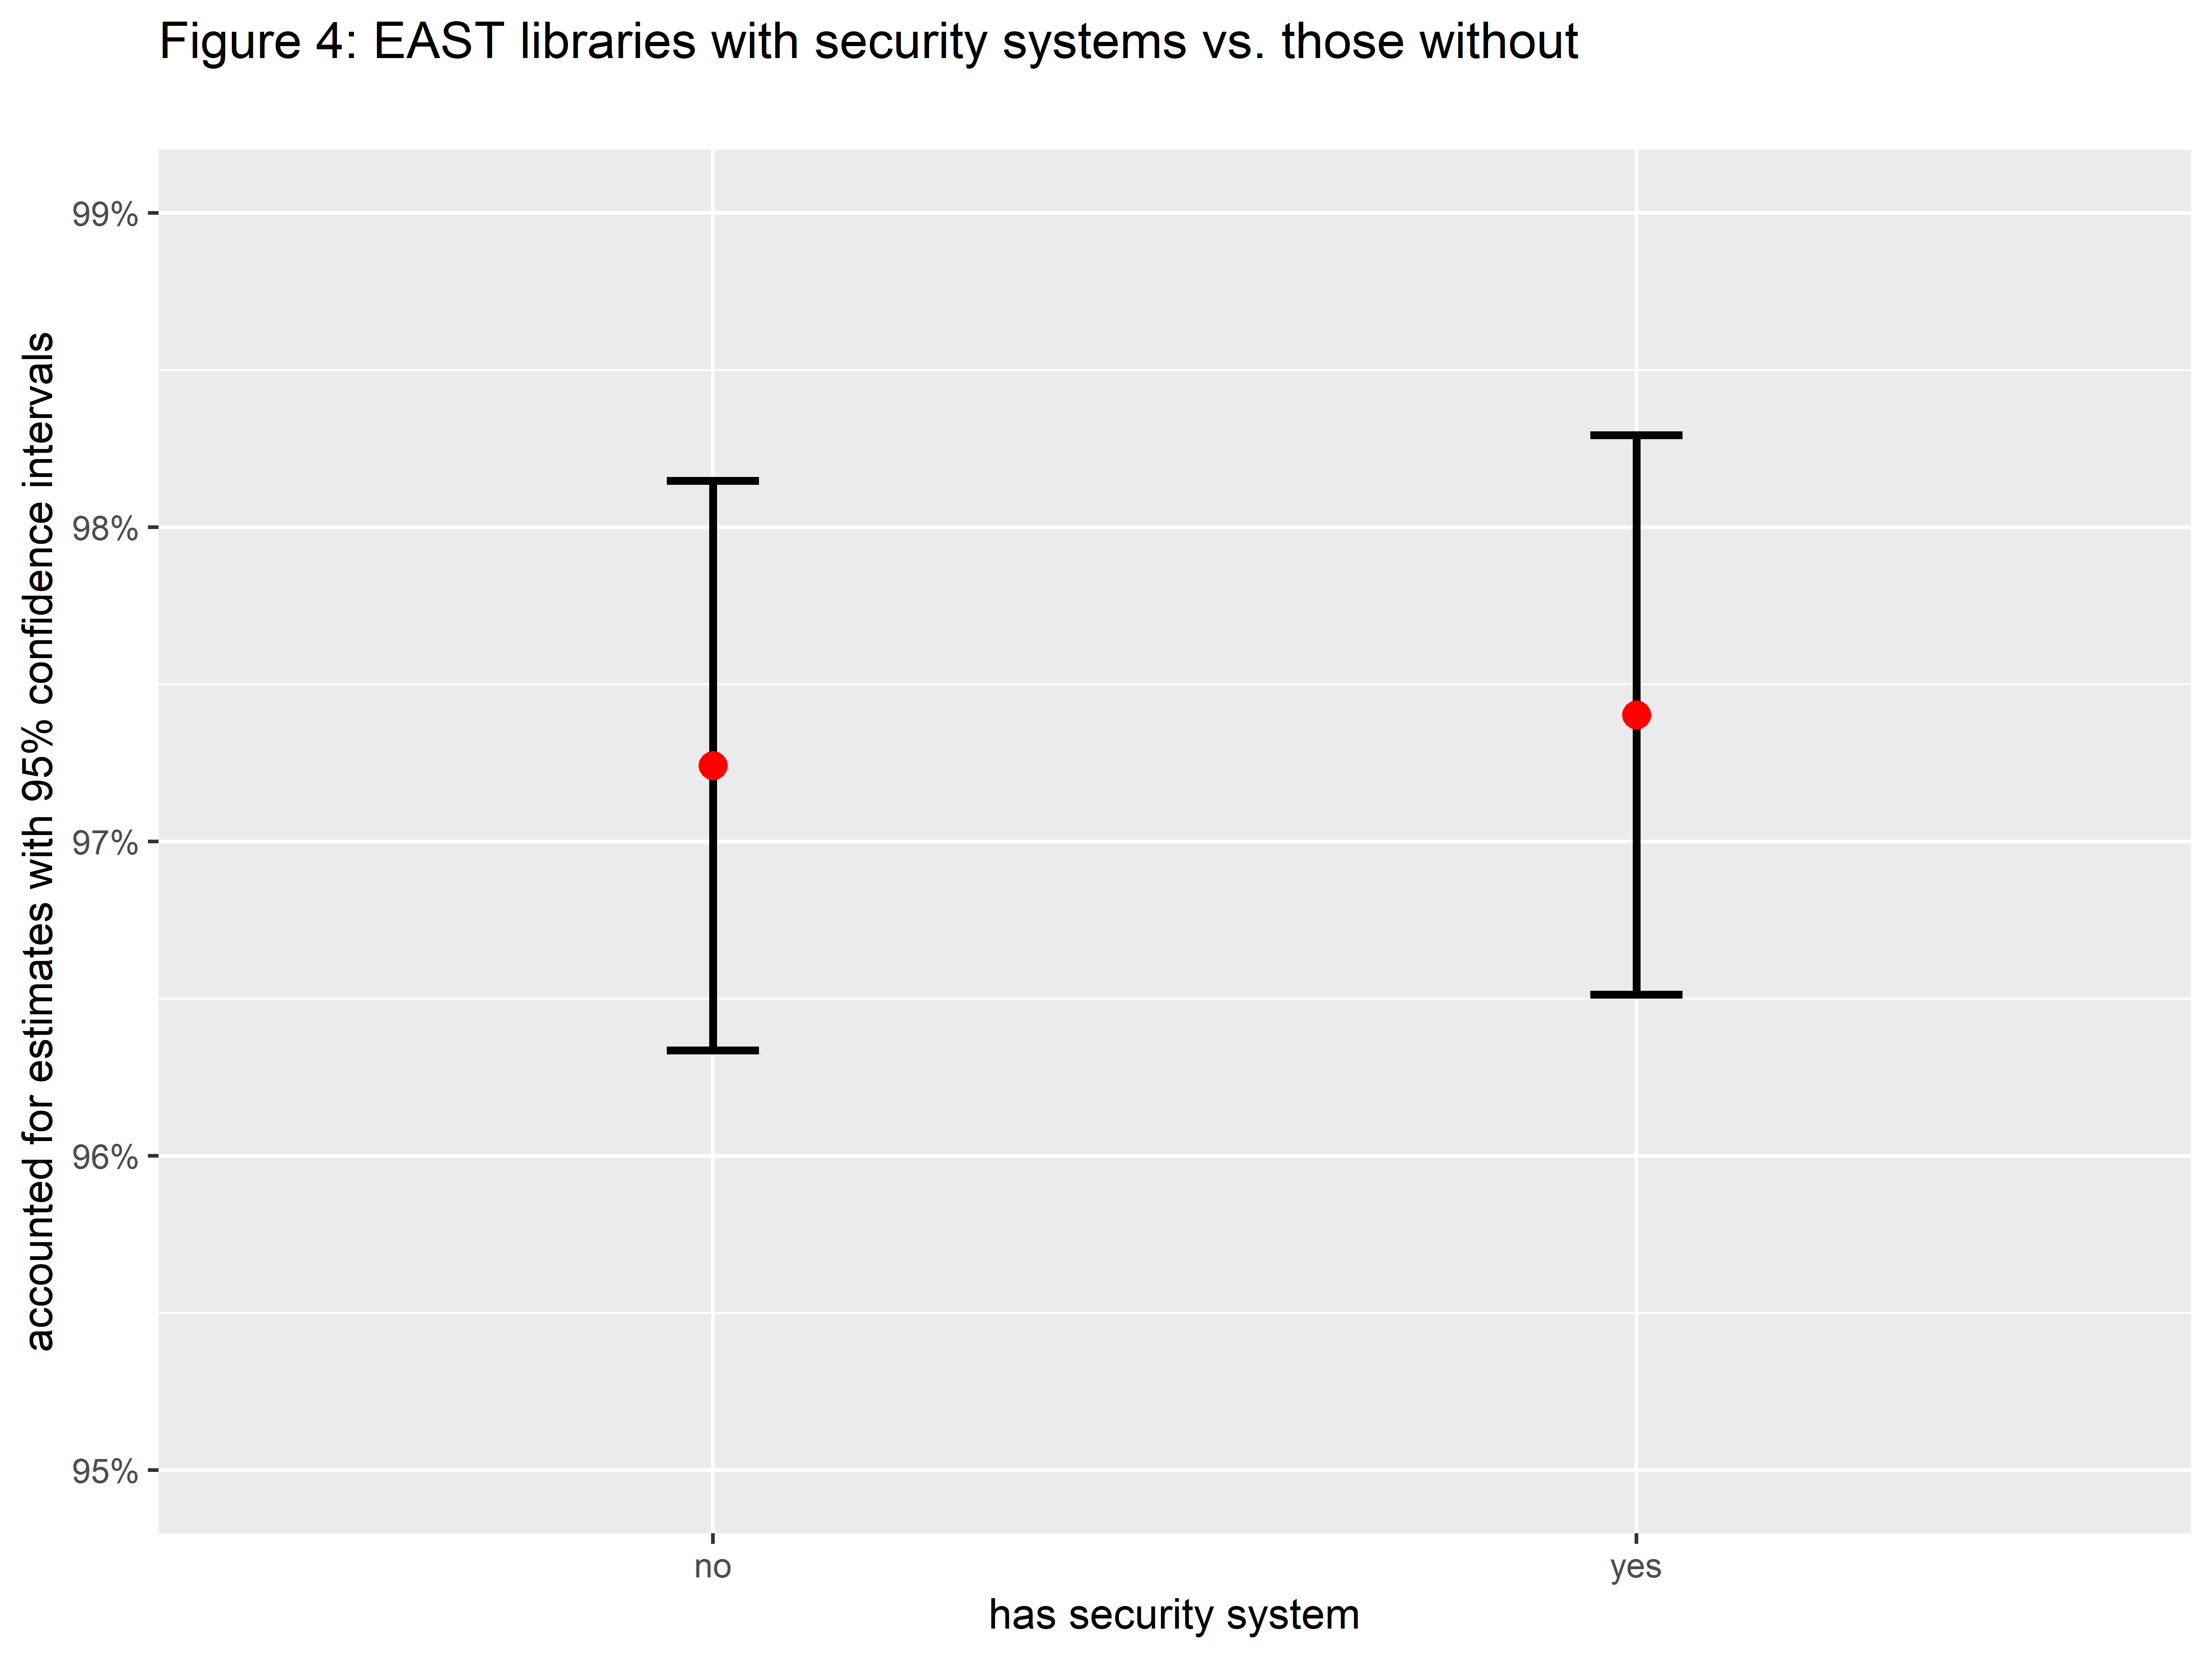 Figure 4: EAST libraries with security systems vs. those without
accounted for estimates with 95% confidence intervals
99%
98%
97%
96%
95%
no
yes
has security system